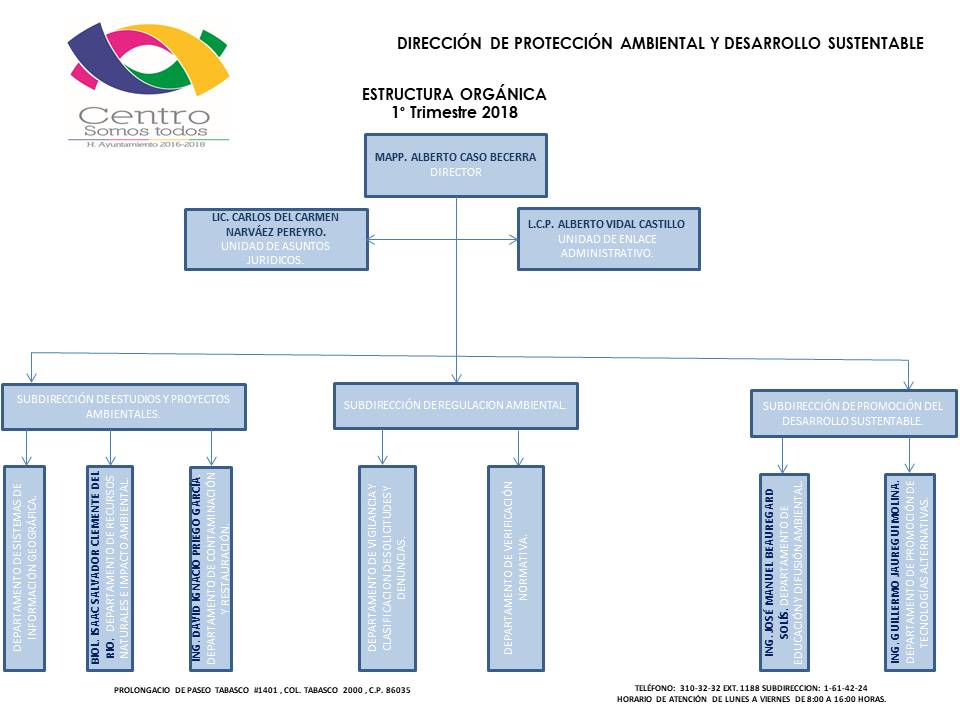 DIRECCIÓN DE PROTECCIÓN AMBIENTAL Y DESARROLLO SUSTENTABLE
Centro
Somos todos
H. Ayuntamiento 2016-2018
ESTRUCTURA ORGÁNICA
1° Trimestre 2018
MAPP. ALBERTO CASO BECERRA
DIRECTOR
LIC. CARLOS DEL CARMEN
NARVÁEZ PEREYRO.
UNIDAD DE ASUNTOS
JURIDICOS.
L.C.P. ALBERTO VIDAL CASTILLO
UNIDAD DE ENLACE
ADMINISTRATIVO.
SUBDIRECCIÓN DE ESTUDIOS Y PROYECTOS
AMBIENTALES.
SUBDIRECCIÓN DE REGULACION AMBIENTAL.
SUBDIRECCIÓN DE PROMOCIÓN DEL
DESARROLLO SUSTENTABLE.
DEPARTAMENTO DE SISTEMAS DE
INFORMACIÓN GEOGRÁFICA.
BIOL. ISAAC SALVADOR CLEMENTE DEL
RIO. DEPARTAMENTO DE RECURSOS
NATURALES E IMPACTO AMBIENTAL.
ING. DAVID IGNACIO PRIEGO GARCÍA.
DEPARTAMENTO DE CONTAMINACIÓN
Y RESTAURACIÓN.
DEPARTAMENTO DE VIGILANCIA Y
CLASIFICACION DE SOLICITUDES Y
DENUNCIAS.
DEPARTAMENTO DE VERIFICACIÓN
NORMATIVA.
ING. JOSÉ MANUEL BEAUREGARD
SOLÍS. DEPARTAMENTO DE
EDUCACIÓN Y DIFUSIÓN AMBIENTAL.
ING. GUILLERMO JAUREGUI MOLINA.
DEPARTAMENTO DE PROMOCIÓN DE
TECNOLOGÍAS ALTERNATIVAS.
PROLONGACIO DE PASEO TABASCO #1401 , COL. TABASCO 2000 , C.P. 86035
TELÉFONO: 310-32-32 EXT. 1188 SUBDIRECCION: 1-61-42-24
HORARIO DE ATENCIÓN DE LUNES A VIERNES DE 8:00 A 16:00 HORAS.